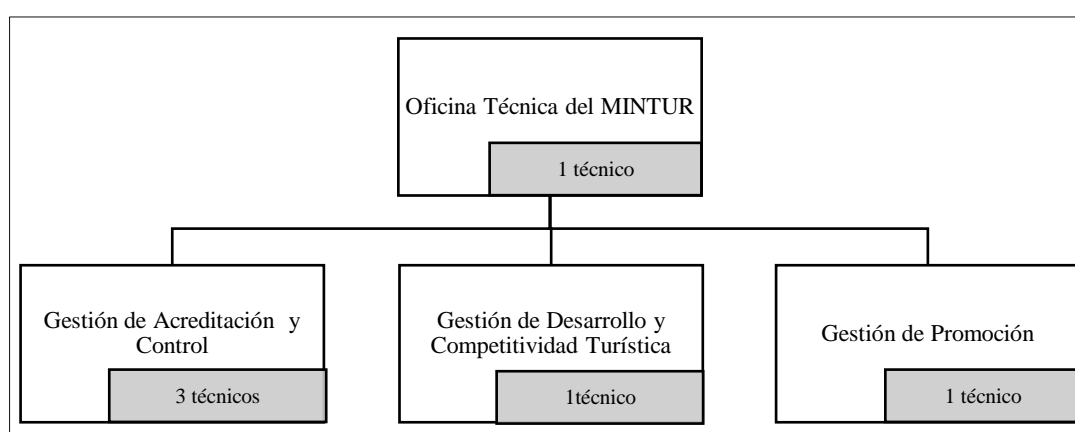 Oficina Técnica del MINTUR
1 técnico
Gestión de Acreditación y
Control
3 técnicos
Gestión de Desarrollo y
Competitividad Turística
1técnico
Gestión de Promoción
1 técnico